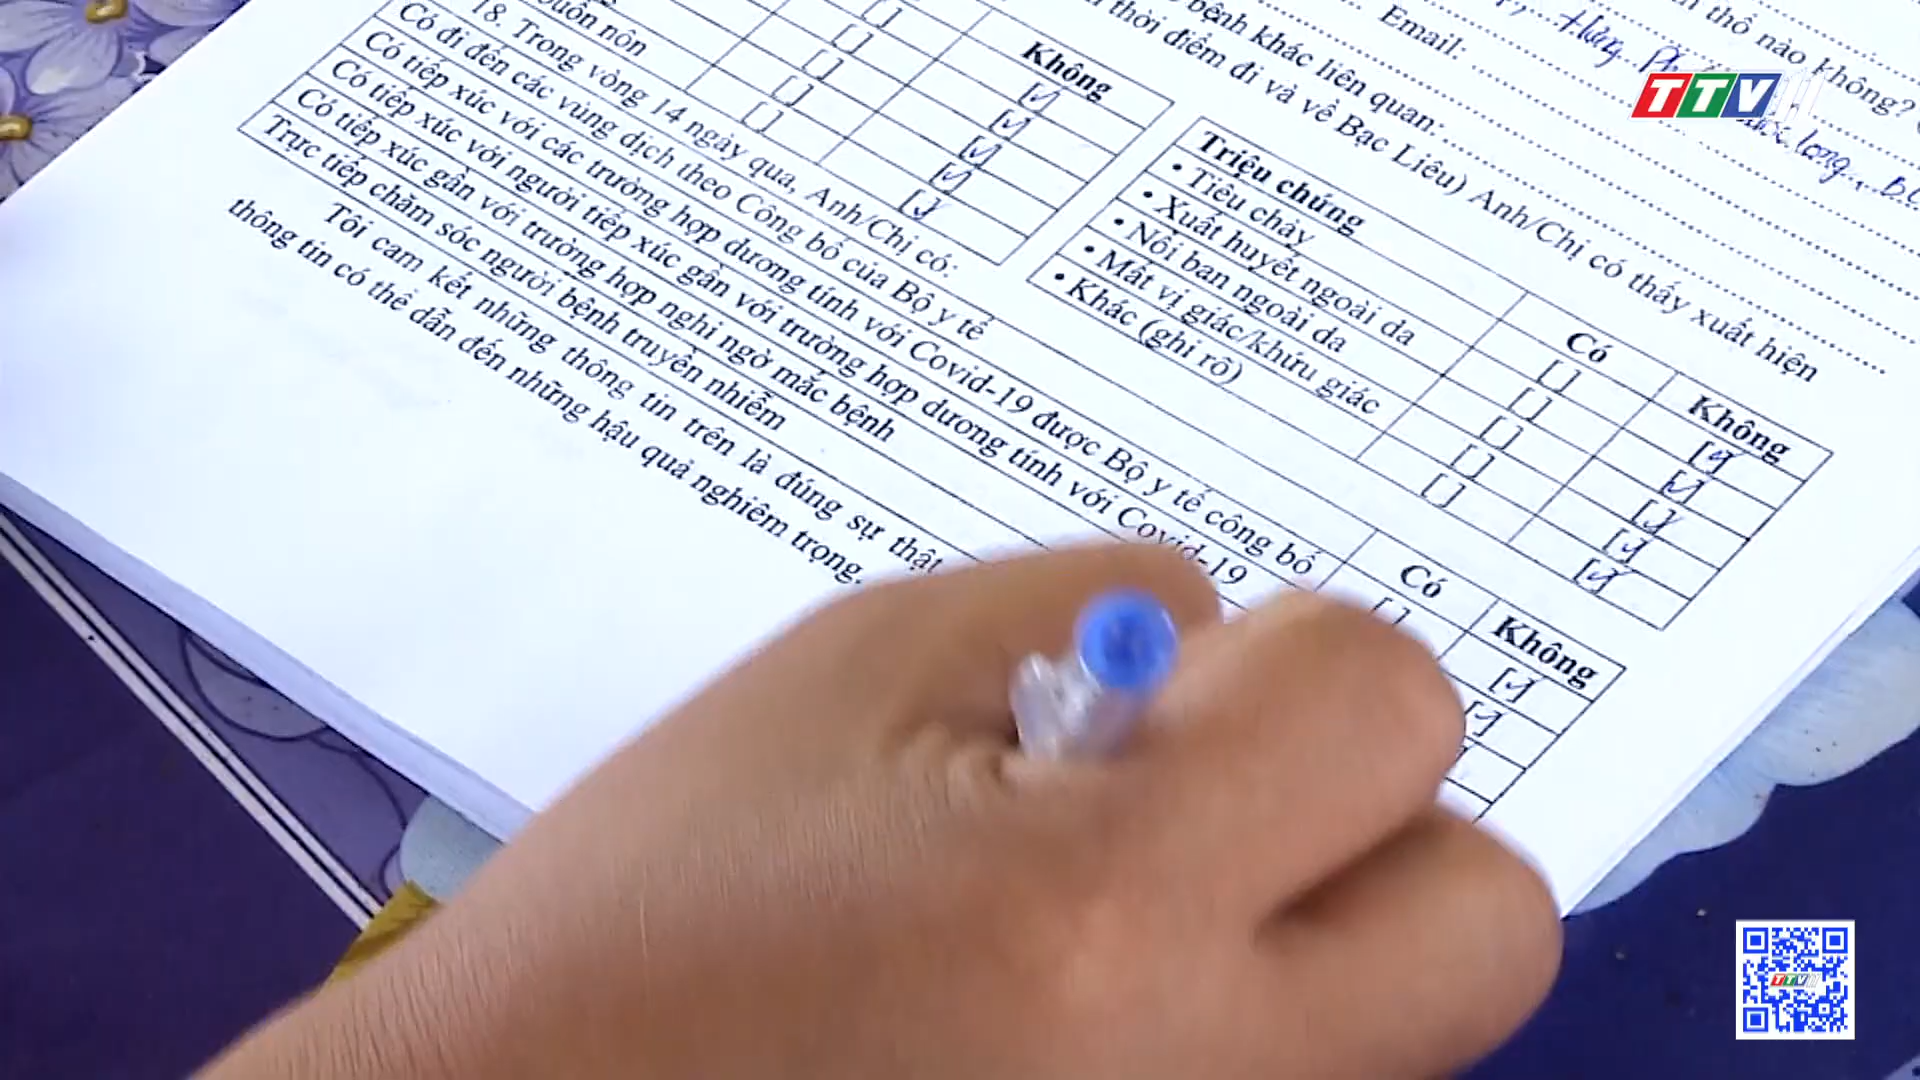 thổ nào không?
Email:
bệnh khác liên quan:
thời điểm đi và về Bạc Liêu) Anh/Chị có thấy xuất hiện
Không
[✓]
[ ] [✓]
[ ] [✓]
[ ] [✓]
nôn [ ] [✓]
[ ]
Triệu chứng Có Không
• Tiêu chảy [ ] [✓]
• Xuất huyết ngoài da [ ] [✓]
• Nổi ban ngoài da [ ] [✓]
• Mất vị giác/khứu giác [ ] [✓]
• Khác (ghi rõ) [ ] [✓]
18. Trong vòng 14 ngày qua, Anh/Chị có:
Có Không
Có đi đến các vùng dịch theo Công bố của Bộ y tế [ ] [✓]
Có tiếp xúc với các trường hợp dương tính với Covid-19 được Bộ y tế công bố [✓]
Có tiếp xúc với người tiếp xúc gần với trường hợp dương tính với Covid-19
Có tiếp xúc gần với trường hợp nghi ngờ mắc bệnh
Trực tiếp chăm sóc người bệnh truyền nhiễm
Tôi cam kết những thông tin trên là đúng sự thật
thông tin có thể dẫn đến những hậu quả nghiêm trọng.
TTV11
TTV11